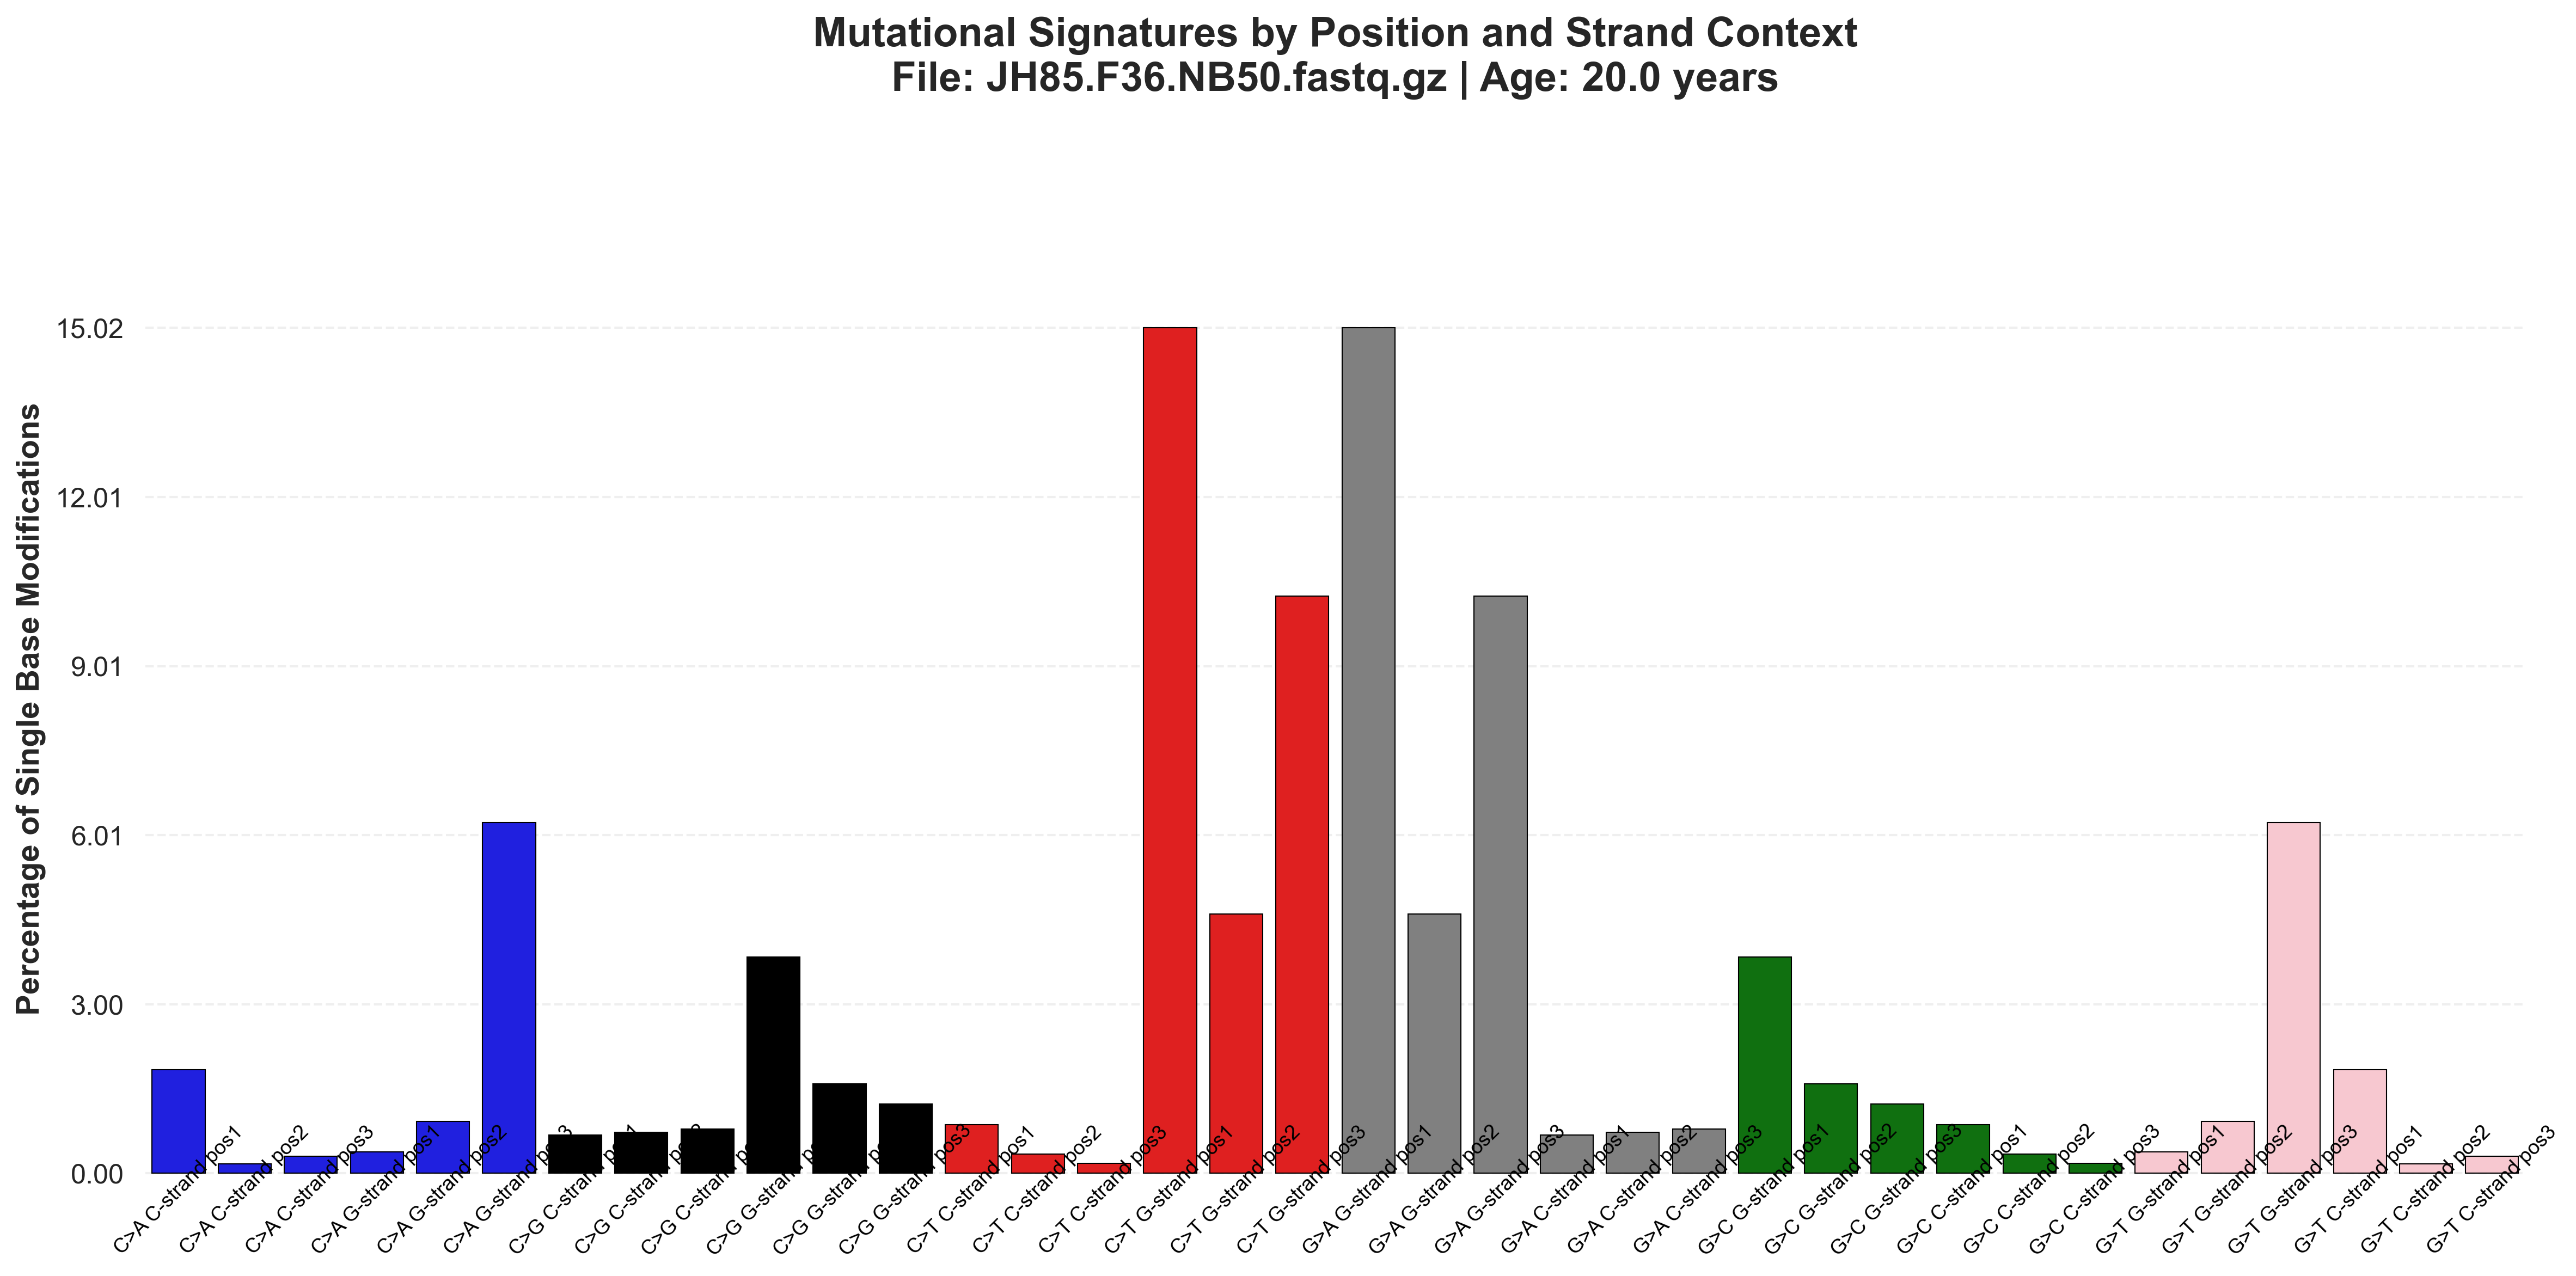 Mutational Signatures by Position and Strand Context
File: JH85.F36.NB50.fastq.gz | Age: 20.0 years
Percentage of Single Base Modifications
15.02
12.01
9.01
6.01
3.00
0.00
C>A C-strand pos1
C>A C-strand pos2
C>A C-strand pos3
C>A G-strand pos1
C>A G-strand pos2
C>A G-strand pos3
C>G C-strand pos1
C>G C-strand pos2
C>G C-strand
C>G G-strand
C>G G-strand
C>G G-strand pos3
C>T C-strand pos1
C>T C-strand pos2
C>T C-strand pos3
C>T G-strand pos1
C>T G-strand pos2
C>T G-strand pos3
G>A G-strand pos1
G>A G-strand pos2
G>A G-strand pos3
G>A C-strand pos1
G>A C-strand pos2
G>A C-strand pos3
G>C G-strand pos1
G>C G-strand pos2
G>C G-strand pos3
G>C C-strand pos1
G>C C-strand pos2
G>C C-strand pos3
G>T G-strand pos1
G>T G-strand pos2
G>T G-strand pos3
G>T C-strand pos1
G>T C-strand pos2
G>T C-strand pos3